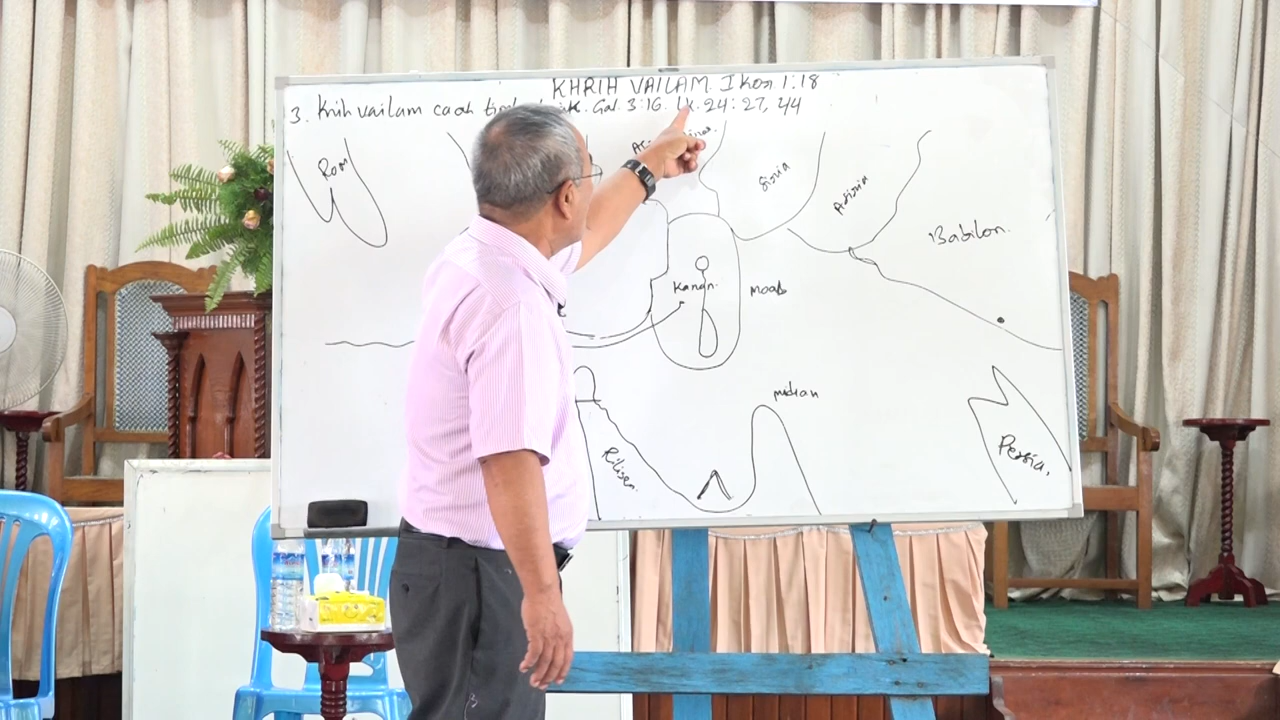 KHRIH VAILAM. I Kor 1:18
3. Krih vailam caah Gal. 3:16. Lk. 24: 27, 44
Rom
Siria
Asiria
Babilon.
Kanan.
moab
midian
Persia.